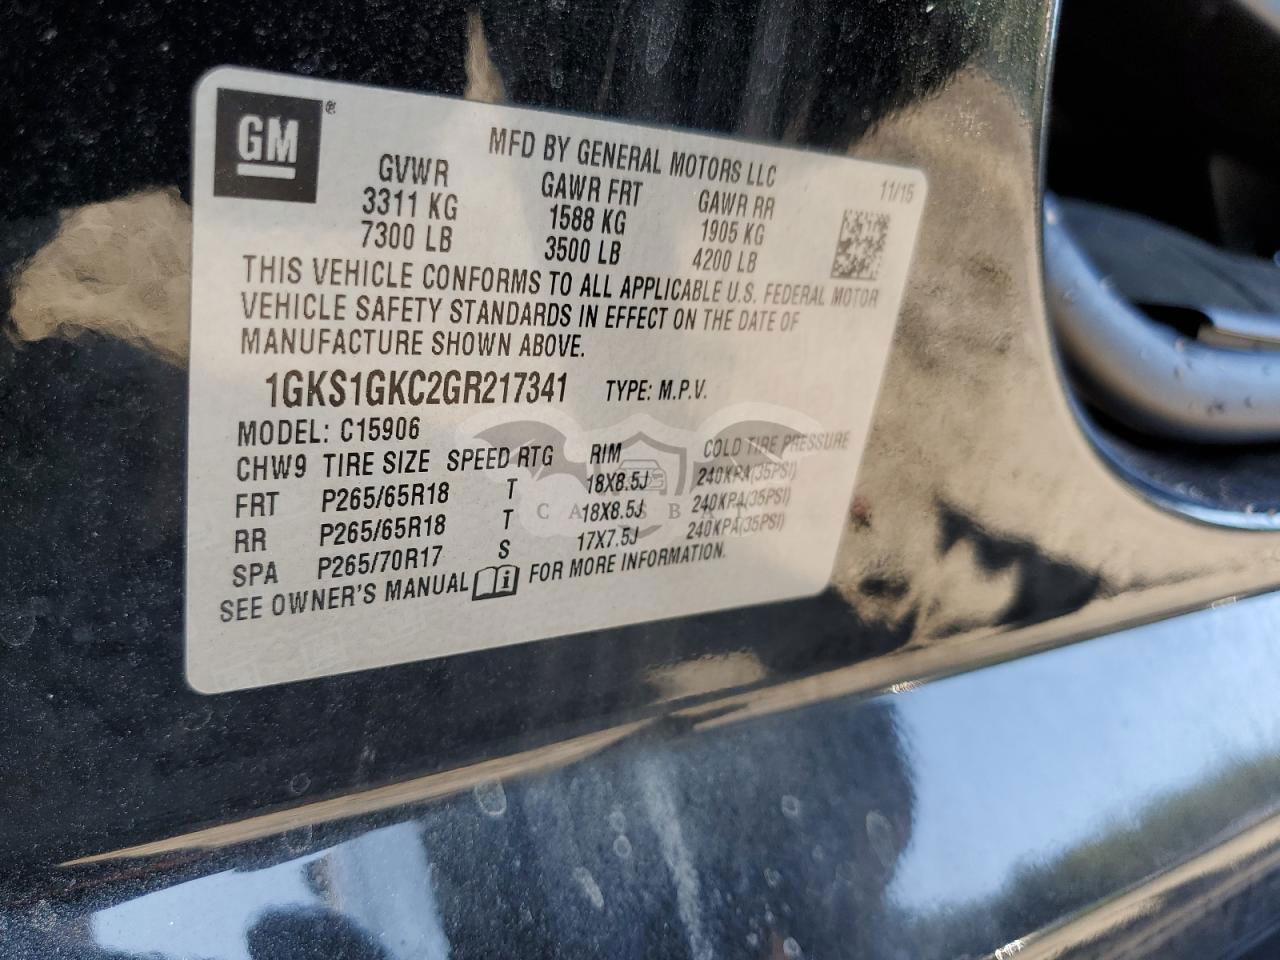 GM®
MFD BY GENERAL MOTORS LLC
11/15
GVWR GAWR FRT GAWR RR
3311 KG 1588 KG 1905 KG
7300 LB 3500 LB 4200 LB
THIS VEHICLE CONFORMS TO ALL APPLICABLE U.S. FEDERAL MOTOR
VEHICLE SAFETY STANDARDS IN EFFECT ON THE DATE OF
MANUFACTURE SHOWN ABOVE.
1GKS1GKC2GR217341 TYPE: M.P.V.
MODEL: C15906
CHW9 TIRE SIZE SPEED RTG RIM COLD TIRE PRESSURE
FRT P265/65R18 T 18X8.5J 240KPA(35PSI)
RR P265/65R18 T 18X8.5J 240KPA(35PSI)
SPA P265/70R17 S 17X7.5J 240KPA(35PSI)
SEE OWNER'S MANUAL FOR MORE INFORMATION.